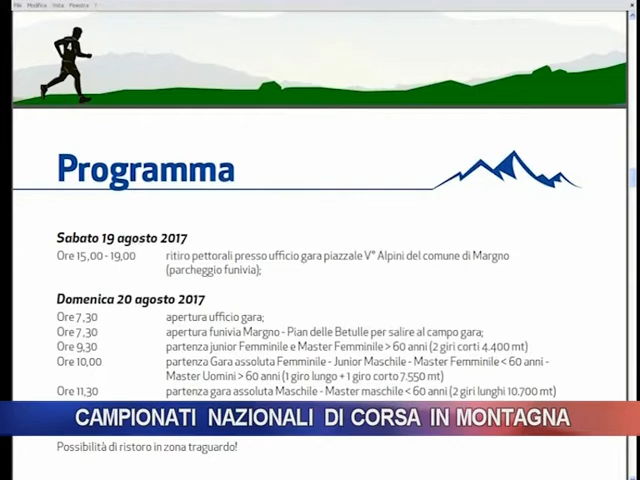 File Modifica Vista Finestra ?
Programma
Sabato 19 agosto 2017
Ore 15,00 - 19,00 ritiro pettorali presso ufficio gara piazzale V° Alpini del comune di Margno
(parcheggio funivia);
Domenica 20 agosto 2017
Ore 7,30 apertura ufficio gara;
Ore 7,30 apertura funivia Margno - Pian delle Betulle per salire al campo gara;
Ore 9,30 partenza junior Femminile e Master Femminile > 60 anni (2 giri corti 4.400 mt)
Ore 10,00 partenza Gara assoluta Femminile - Junior Maschile - Master Femminile < 60 anni -
Master Uomini > 60 anni (1 giro lungo + 1 giro corto 7.550 mt)
Ore 11,30 partenza gara assoluta Maschile - Master maschile < 60 anni (2 giri lunghi 10.700 mt)
CAMPIONATI NAZIONALI DI CORSA IN MONTAGNA
Possibilità di ristoro in zona traguardo!